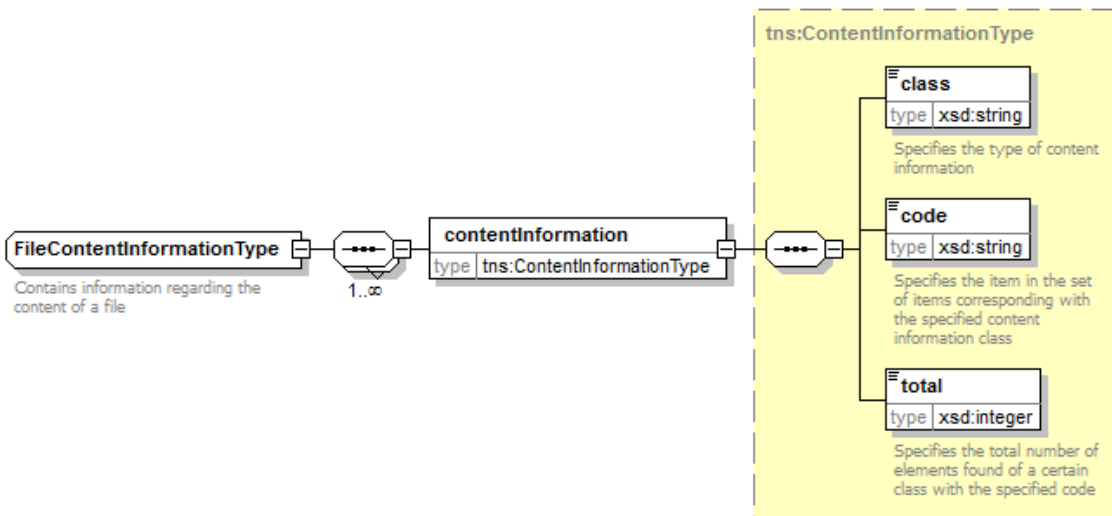 tns:ContentInformationType
class
type xsd:string
Specifies the type of content
information
code
type xsd:string
Specifies the item in the set
of items corresponding with
the specified content
information class
total
type xsd:integer
Specifies the total number of
elements found of a certain
class with the specified code
FileContentInformationType
Contains information regarding the
content of a file
1..∞
contentInformation
type tns:ContentInformationType